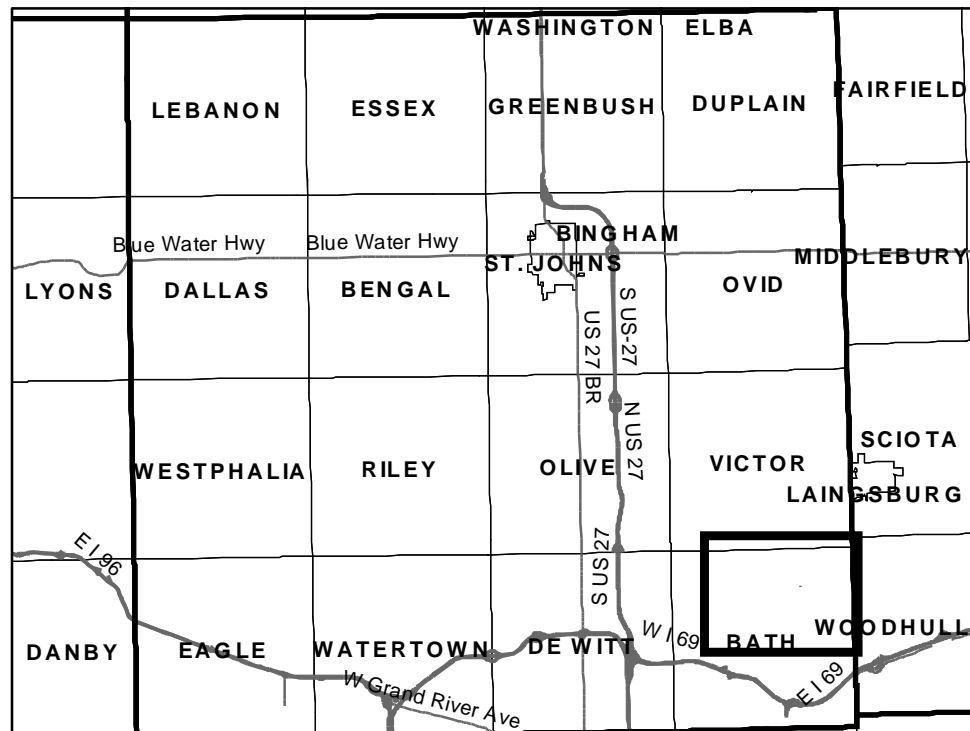 WASHINGTON ELBA
LEBANON ESSEX GREENBUSH DUPLAIN FAIRFIELD
Blue Water Hwy Blue Water Hwy BINGHAM
ST. JOHNS MIDDLEBURY
LYONS DALLAS BENGAL OVID
S US-27
US 27 BR
N US 27
SCIOTA
WESTPHALIA RILEY OLIVE VICTOR
LAINGSBURG
E I 96
S US 27
W I 69
DANBY EAGLE WATERTOWN DE WITT BATH WOODHULL
W Grand River Ave
E I 69